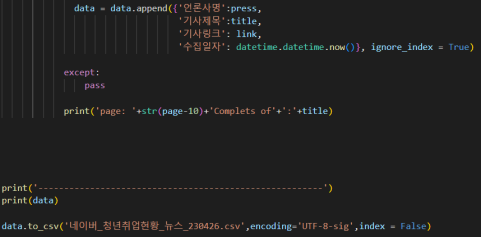 data = data.append({'언론사명':press,
'기사제목':title,
'기사링크': link,
'수집일자': datetime.datetime.now()}, ignore_index = True)
except:
pass
print('page: '+str(page-10)+'Complets of'+':'+title)
print('--------------------------------------------------------')
print(data)
data.to_csv('네이버_청년취업현황_뉴스_230426.csv',encoding='UTF-8-sig',index = False)